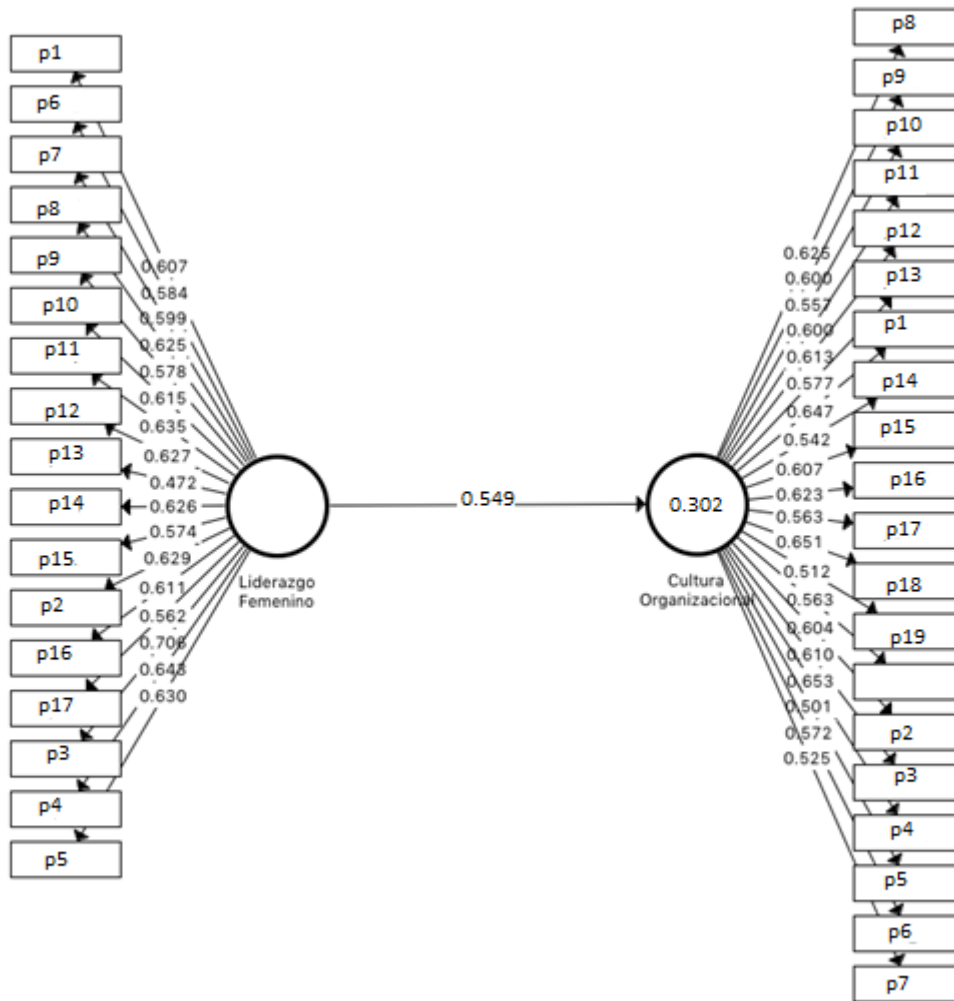 p1
p6
p7
p8
p9
p10
p11
p12
p13
p14
p15
p2
p16
p17
p3
p4
p5
0.607
0.584
0.599
0.625
0.578
0.615
0.635
0.627
0.472
0.626
0.574
0.629
0.611
0.562
0.706
0.643
0.630
Liderazgo
Femenino
0.549
0.302
Cultura
Organizacional
0.625
0.600
0.557
0.600
0.613
0.577
0.647
0.542
0.607
0.623
0.563
0.651
0.512
0.563
0.604
0.610
0.653
0.501
0.572
0.525
p8
p9
p10
p11
p12
p13
p1
p14
p15
p16
p17
p18
p19
p2
p3
p4
p5
p6
p7